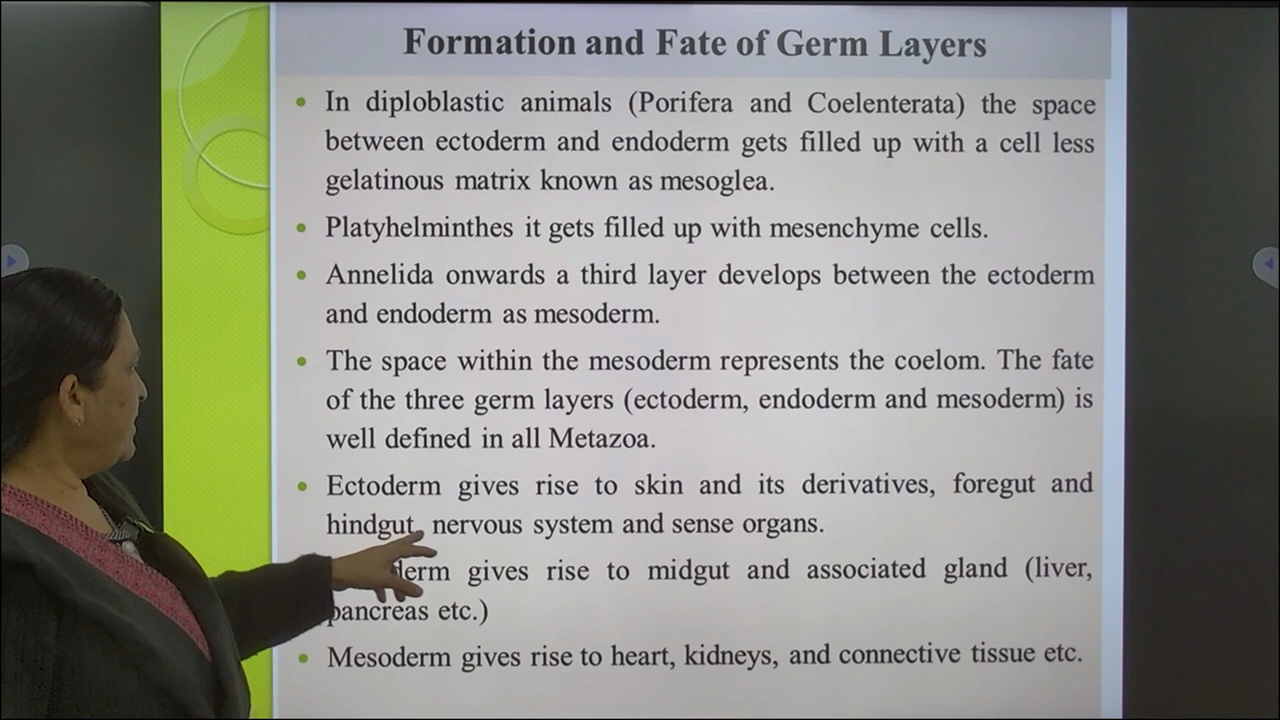 Formation and Fate of Germ Layers
• In diploblastic animals (Porifera and Coelenterata) the space
between ectoderm and endoderm gets filled up with a cell less
gelatinous matrix known as mesoglea.
• Platyhelminthes it gets filled up with mesenchyme cells.
• Annelida onwards a third layer develops between the ectoderm
and endoderm as mesoderm.
• The space within the mesoderm represents the coelom. The fate
of the three germ layers (ectoderm, endoderm and mesoderm) is
well defined in all Metazoa.
• Ectoderm gives rise to skin and its derivatives, foregut and
hindgut, nervous system and sense organs.
derm gives rise to midgut and associated gland (liver,
pancreas etc.)
• Mesoderm gives rise to heart, kidneys, and connective tissue etc.